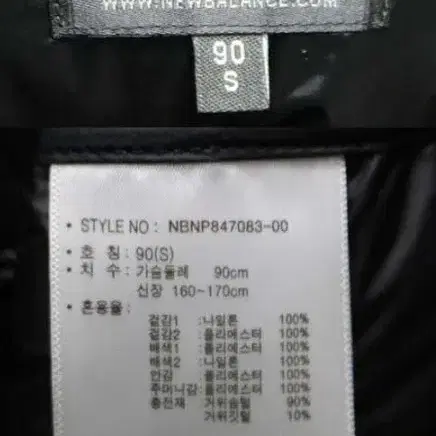 WWW.NEWBALANCE.COM
90
S
• STYLE NO : NBNP847083-00
• 호 칭 : 90(S)
• 치 수 : 가슴둘레 90cm
신장 160~170cm
• 혼용율 :
겉감1 : 나일론 100%
겉감2 : 폴리에스터 100%
배색1 : 폴리에스터 100%
배색2 : 나일론 100%
안감 : 폴리에스터 100%
주머니감 : 폴리에스터 100%
충전재 : 거위솜털 90%
거위깃털 10%